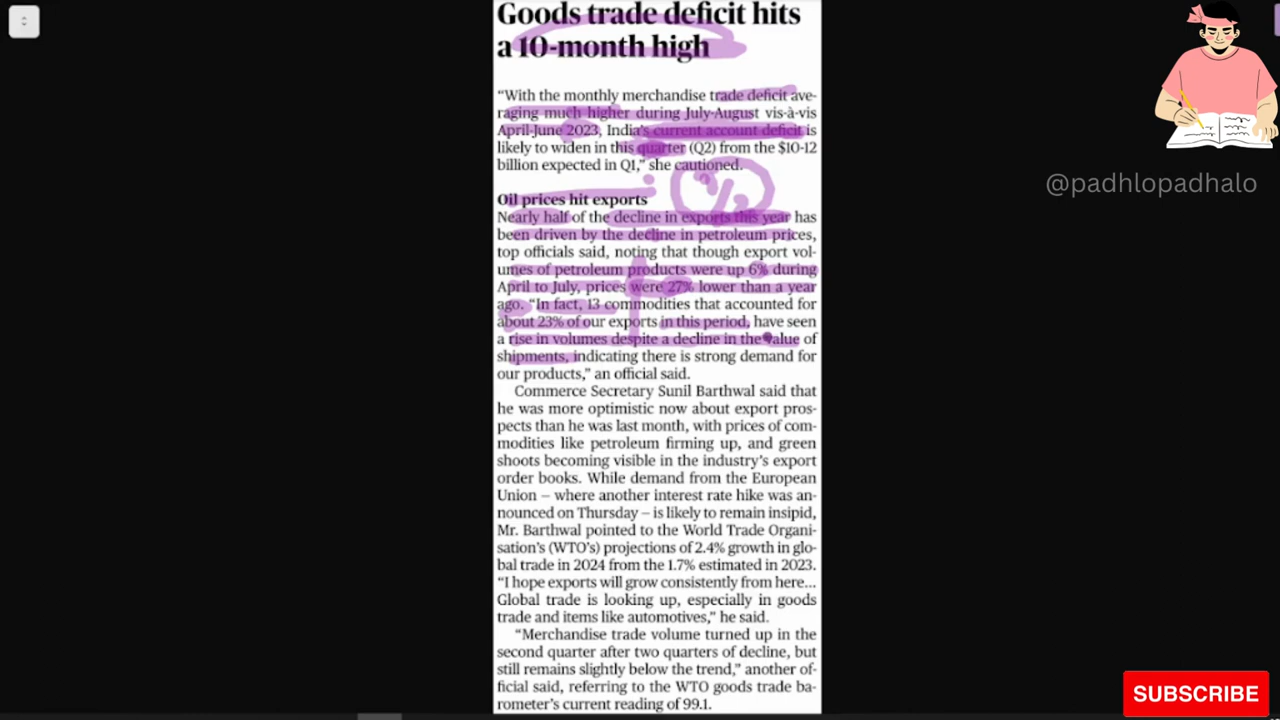 Goods trade deficit hits
a 10-month high
“With the monthly merchandise trade deficit ave-
raging much higher during July-August vis-à-vis
April-June 2023, India’s current account deficit is
likely to widen in this quarter (Q2) from the $10-12
billion expected in Q1,” she cautioned.
Oil prices hit exports
Nearly half of the decline in exports this year has
been driven by the decline in petroleum prices,
top officials said, noting that though export vol-
umes of petroleum products were up 6% during
April to July, prices were 27% lower than a year
ago. “In fact, 13 commodities that accounted for
about 23% of our exports in this period, have seen
a rise in volumes despite a decline in the value of
shipments, indicating there is strong demand for
our products,” an official said.
Commerce Secretary Sunil Barthwal said that
he was more optimistic now about export pros-
pects than he was last month, with prices of com-
modities like petroleum firming up, and green
shoots becoming visible in the industry’s export
order books. While demand from the European
Union – where another interest rate hike was an-
nounced on Thursday – is likely to remain insipid,
Mr. Barthwal pointed to the World Trade Organi-
sation’s (WTO’s) projections of 2.4% growth in glo-
bal trade in 2024 from the 1.7% estimated in 2023.
“I hope exports will grow consistently from here...
Global trade is looking up, especially in goods
trade and items like automotives,” he said.
“Merchandise trade volume turned up in the
second quarter after two quarters of decline, but
still remains slightly below the trend,” another of-
ficial said, referring to the WTO goods trade ba-
rometer’s current reading of 99.1.
@padhlopadhalo
SUBSCRIBE